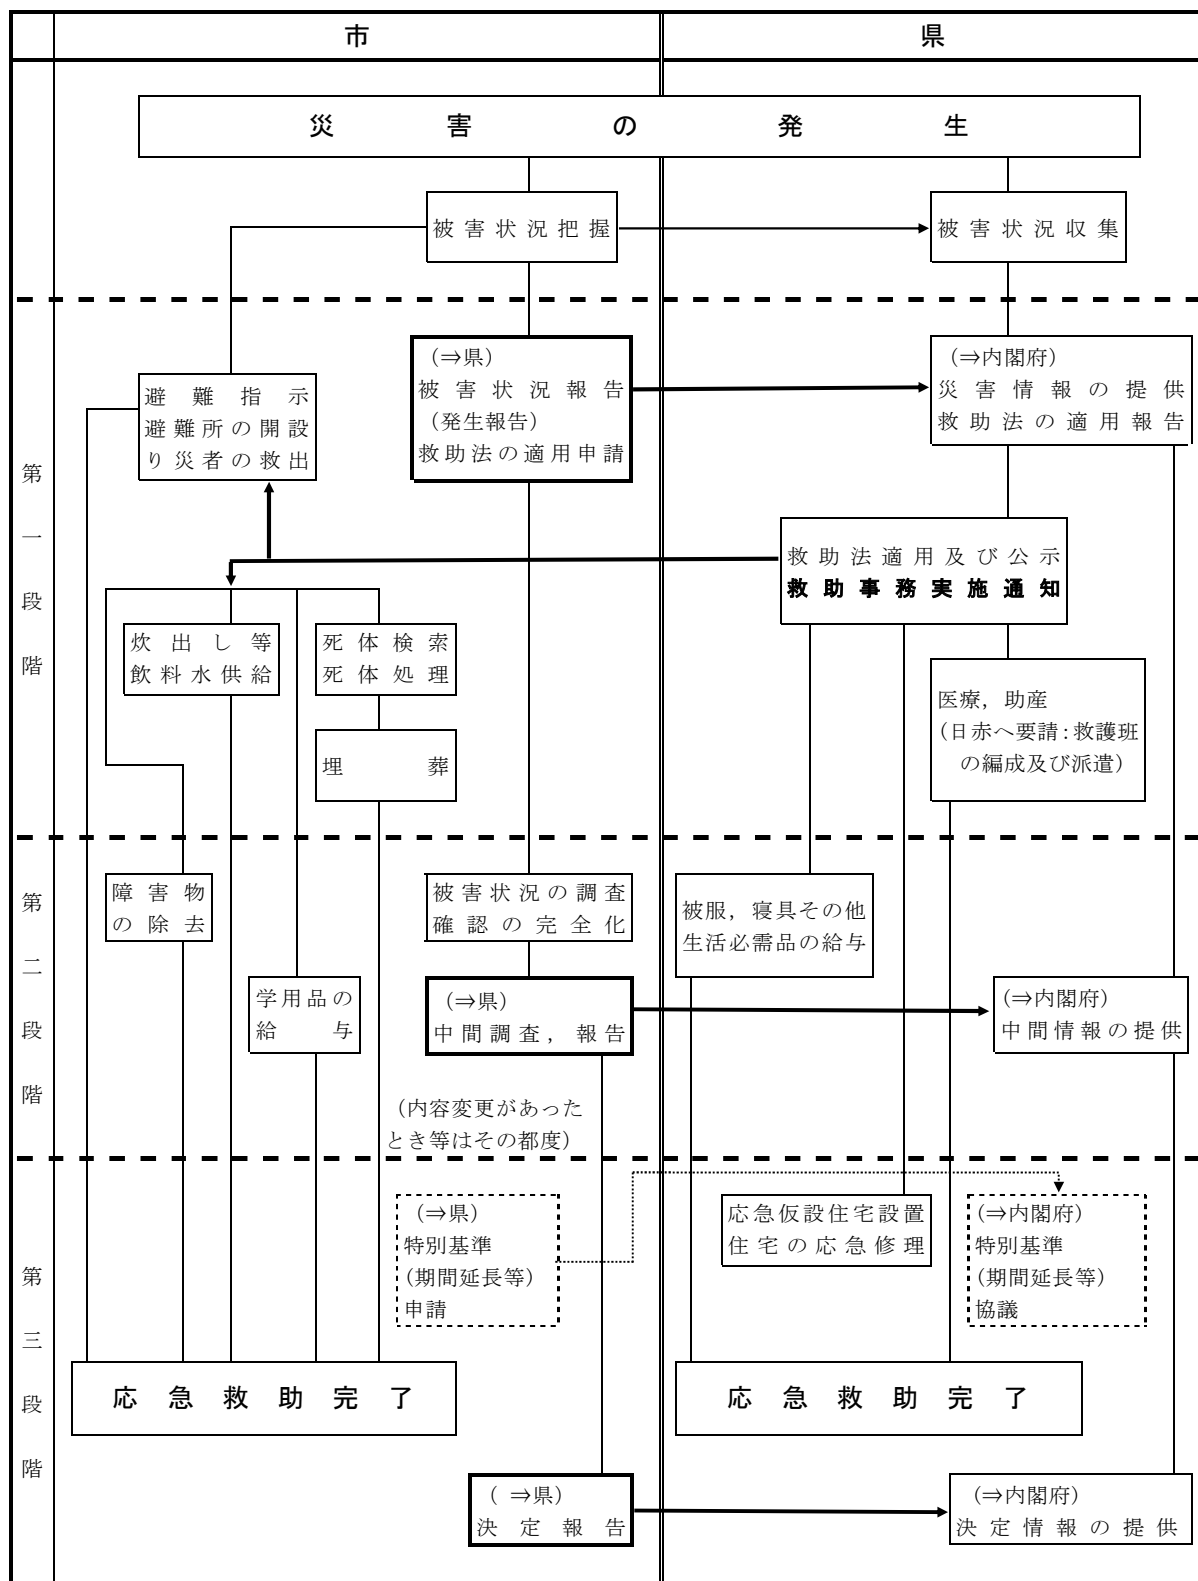 市
県
災害の発生
被害状況把握
被害状況収集
第一段階
避難指示
避難所の開設
り災者の救出
(⇒県)
被害状況報告
(発生報告)
救助法の適用申請
(⇒内閣府)
災害情報の提供
救助法の適用報告
救助法適用及び公示
救助事務実施通知
炊出し等
飲料水供給
死体検索
死体処理
埋葬
医療，助産
(日赤へ要請：救護班
の編成及び派遣)
第二段階
障害物
の除去
被害状況の調査
確認の完全化
被服，寝具その他
生活必需品の給与
学用品の
給与
(⇒県)
中間調査，報告
(⇒内閣府)
中間情報の提供
(内容変更があった
とき等はその都度)
第三段階
(⇒県)
特別基準
(期間延長等)
申請
応急仮設住宅設置
住宅の応急修理
(⇒内閣府)
特別基準
(期間延長等)
協議
応急救助完了
応急救助完了
( ⇒県)
決定報告
(⇒内閣府)
決定情報の提供